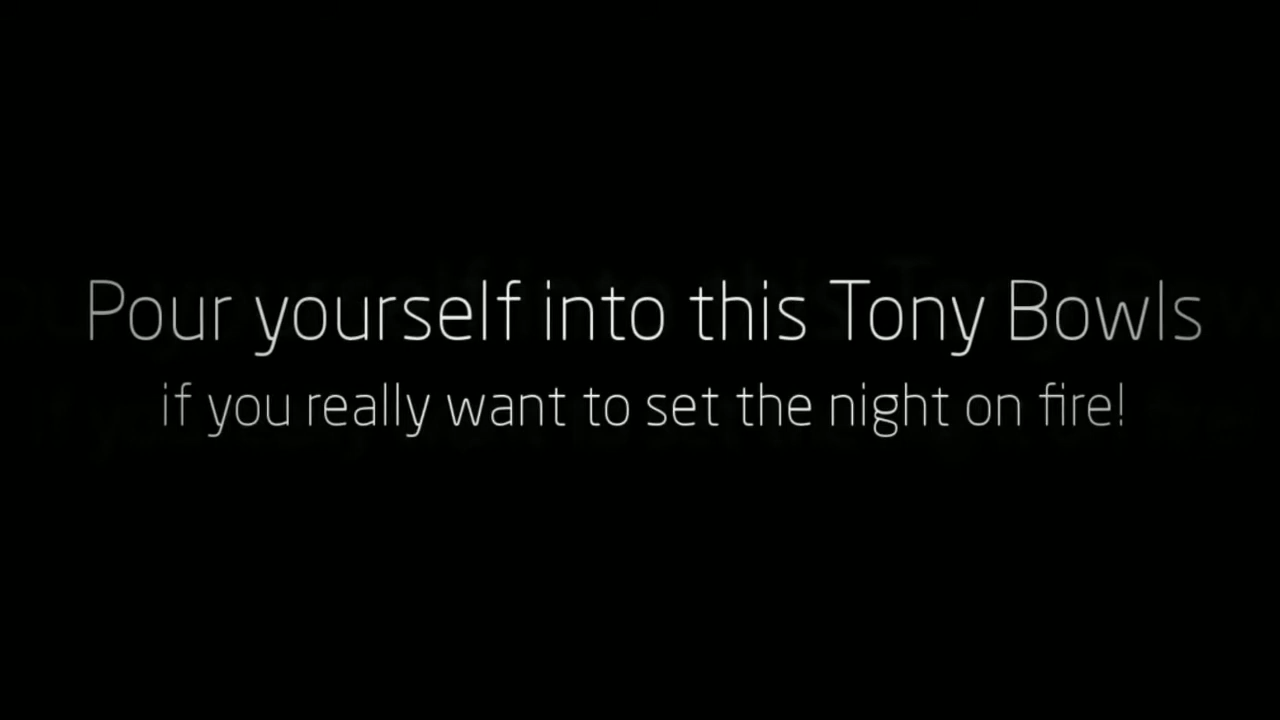 Pour yourself into this Tony Bowls
if you really want to set the night on fire!